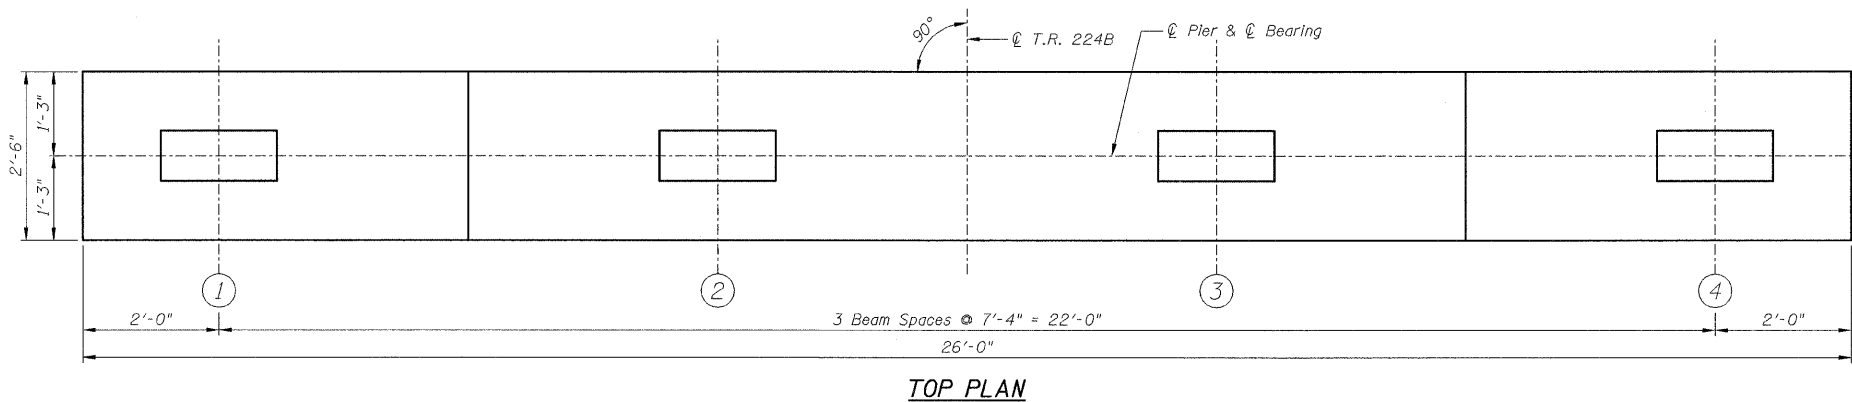 90°
℄ T.R. 224B
℄ Pier & ℄ Bearing
2'-6"
1'-3"
1'-3"
1
2
3
4
2'-0"
3 Beam Spaces @ 7'-4" = 22'-0"
2'-0"
26'-0"
TOP PLAN